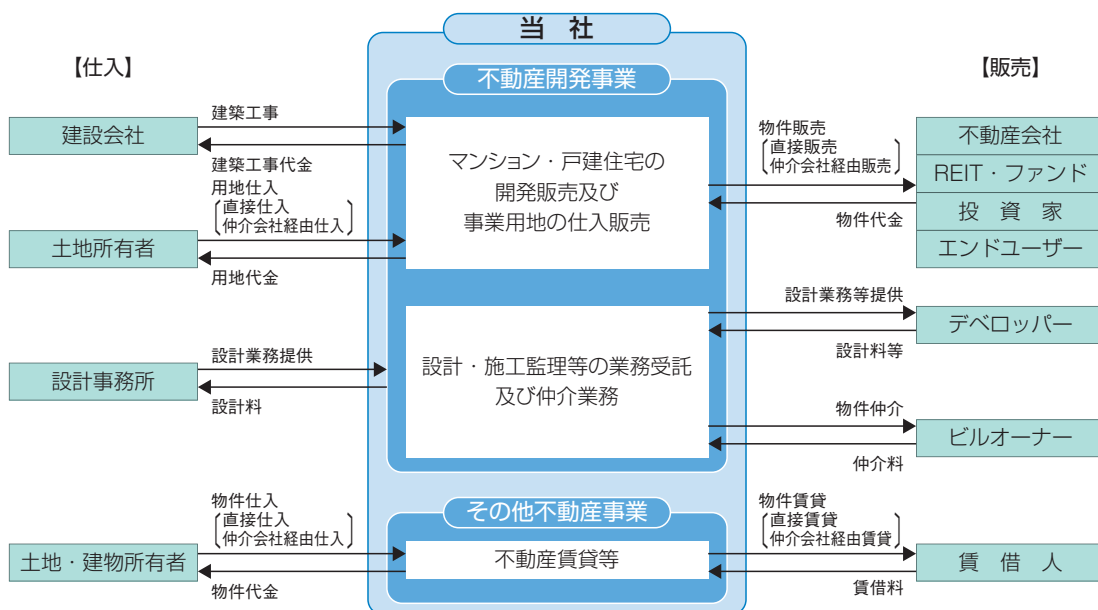 当 社
【仕入】
【販売】
不動産開発事業
建設会社
建築工事
建築工事代金
用地仕入
直接仕入
仲介会社経由仕入
土地所有者
用地代金
マンション・戸建住宅の
開発販売及び
事業用地の仕入販売
物件販売
直接販売
仲介会社経由販売
物件代金
不動産会社
REIT・ファンド
投 資 家
エンドユーザー
設計事務所
設計業務提供
設計料
設計・施工監理等の業務受託
及び仲介業務
設計業務等提供
設計料等
デベロッパー
物件仲介
仲介料
ビルオーナー
その他不動産事業
土地・建物所有者
物件仕入
直接仕入
仲介会社経由仕入
物件代金
不動産賃貸等
物件賃貸
直接賃貸
仲介会社経由賃貸
賃借料
賃 借 人